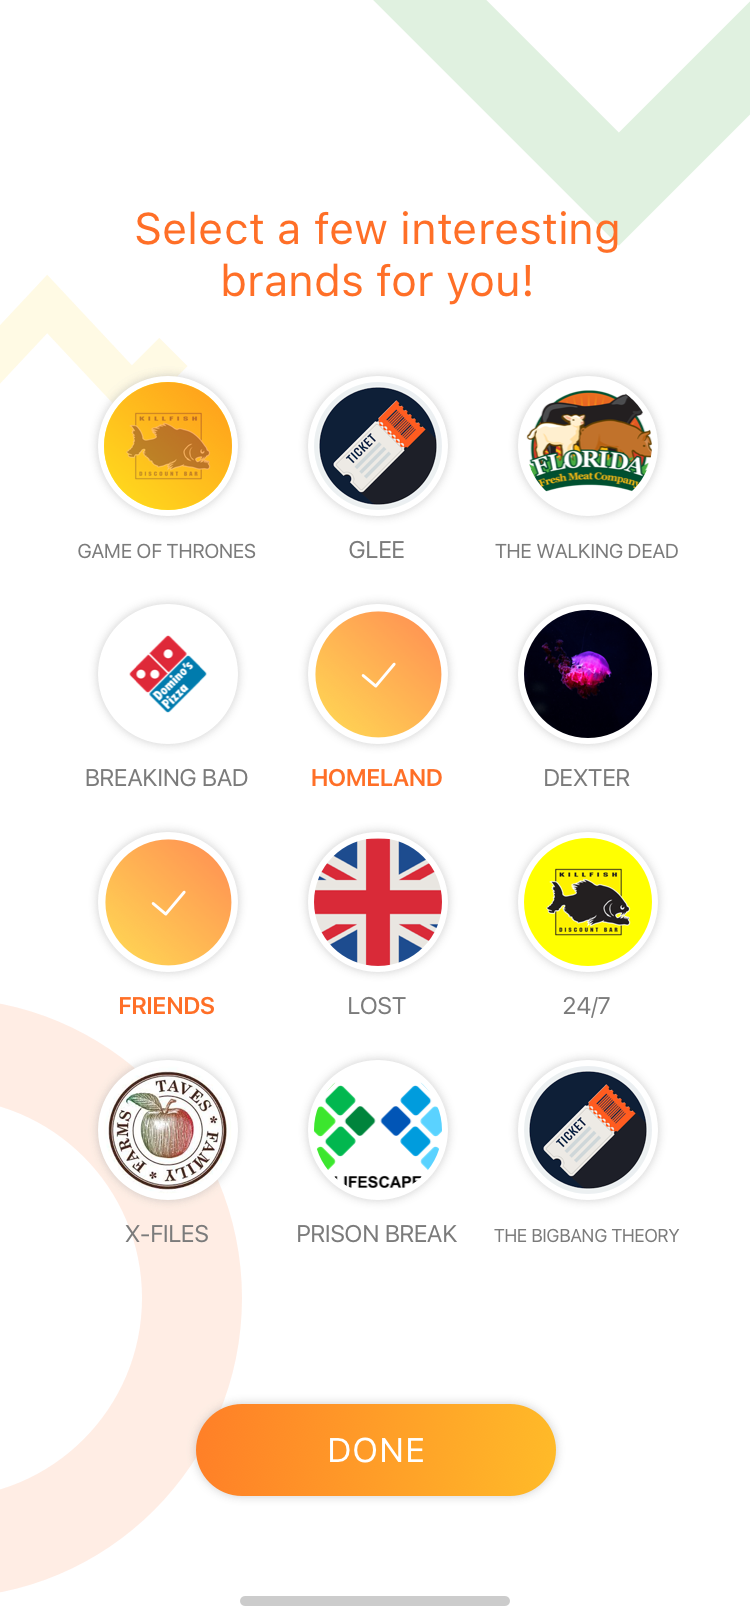 Select a few interesting
brands for you!
KILLFISH
DISCOUNT BAR
TICKET
FLORIDA
Fresh Meat Company
GAME OF THRONES
GLEE
THE WALKING DEAD
Domino's
Pizza
BREAKING BAD
HOMELAND
DEXTER
KILLFISH
DISCOUNT BAR
FRIENDS
LOST
24/7
TAVES FAMILY FARMS
IFESCAPE
TICKET
X-FILES
PRISON BREAK
THE BIGBANG THEORY
DONE